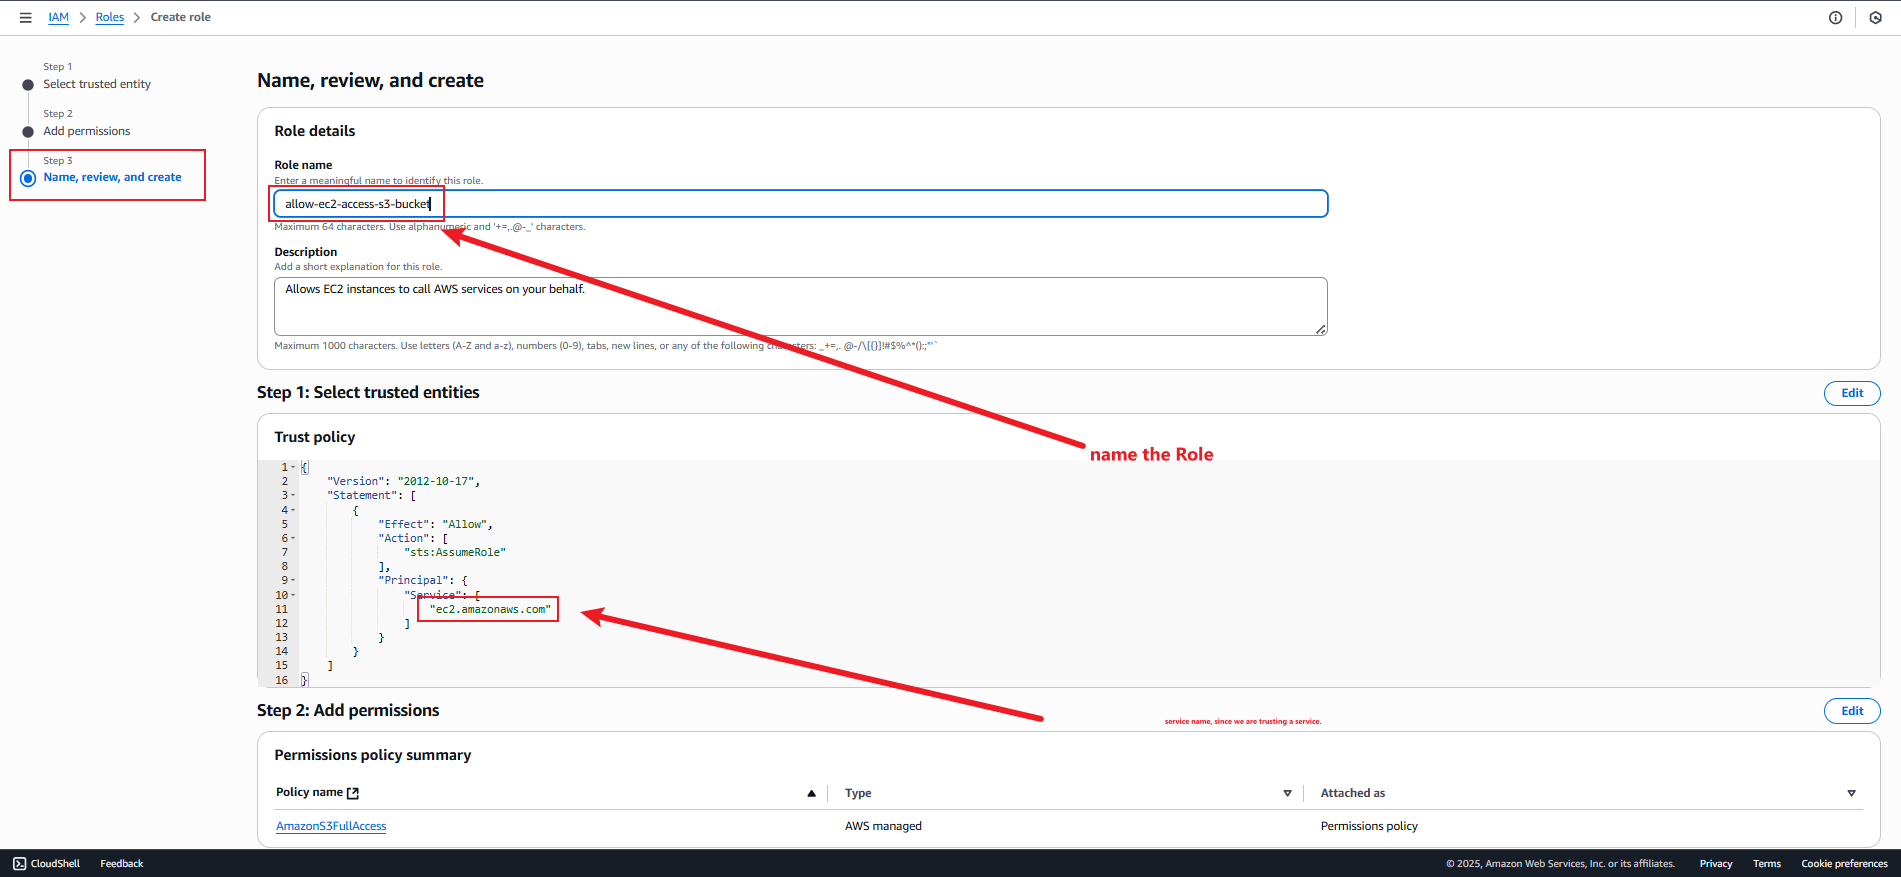 IAM > Roles > Create role
Step 1
Select trusted entity
Step 2
Add permissions
Step 3
Name, review, and create
Name, review, and create
Role details
Role name
Enter a meaningful name to identify this role.
allow-ec2-access-s3-bucket
Maximum 64 characters. Use alphanumeric and '+=,.@-_' characters.
Description
Add a short explanation for this role.
Allows EC2 instances to call AWS services on your behalf.
Maximum 1000 characters. Use letters (A-Z and a-z), numbers (0-9), tabs, new lines, or any of the following characters: _+=,. @-/\[{}]!#$%^*();:"'`
Step 1: Select trusted entities
Edit
Trust policy
name the Role
1 {
2 "Version": "2012-10-17",
3 "Statement": [
4 {
5 "Effect": "Allow",
6 "Action": [
7 "sts:AssumeRole"
8 ],
9 "Principal": {
10 "Service": [
11 "ec2.amazonaws.com"
12 ]
13 }
14 }
15 ]
16 }
Step 2: Add permissions
Edit
service name, since we are trusting a service.
Permissions policy summary
Policy name Type Attached as
AmazonS3FullAccess AWS managed Permissions policy
CloudShell Feedback © 2025, Amazon Web Services, Inc. or its affiliates. Privacy Terms Cookie preferences